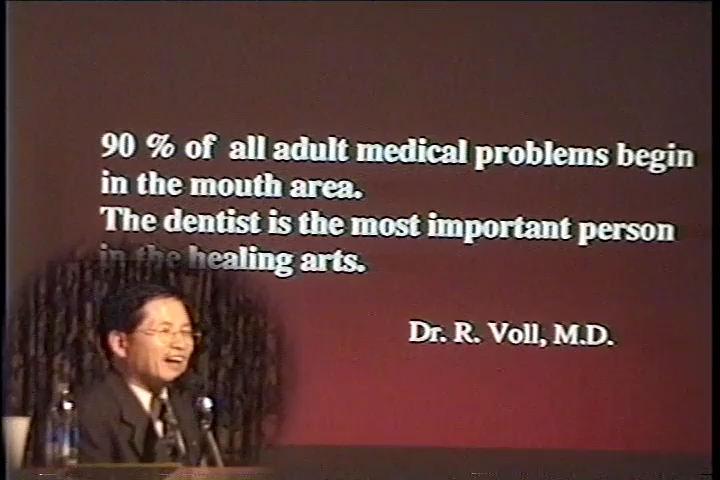 90 % of all adult medical problems begin
in the mouth area.
The dentist is the most important person
in the healing arts.
Dr. R. Voll, M.D.